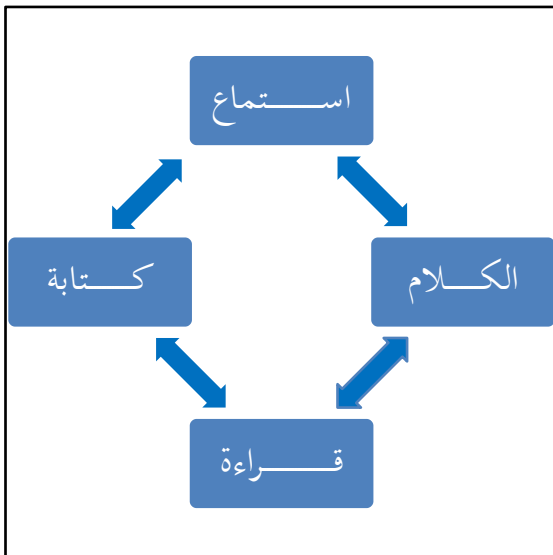 استماع
الكلام
كتابة
قراءة